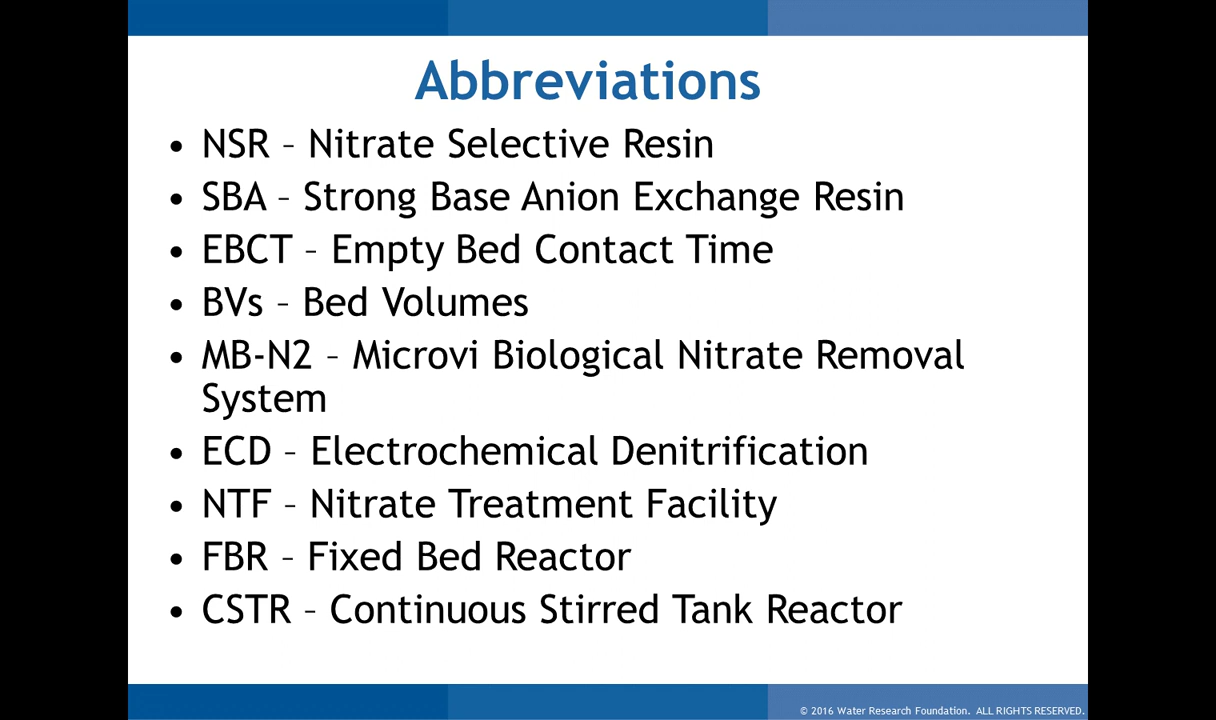 Abbreviations
• NSR – Nitrate Selective Resin
• SBA – Strong Base Anion Exchange Resin
• EBCT – Empty Bed Contact Time
• BVs – Bed Volumes
• MB-N2 – Microvi Biological Nitrate Removal
System
• ECD – Electrochemical Denitrification
• NTF – Nitrate Treatment Facility
• FBR – Fixed Bed Reactor
• CSTR – Continuous Stirred Tank Reactor
© 2016 Water Research Foundation. ALL RIGHTS RESERVED.